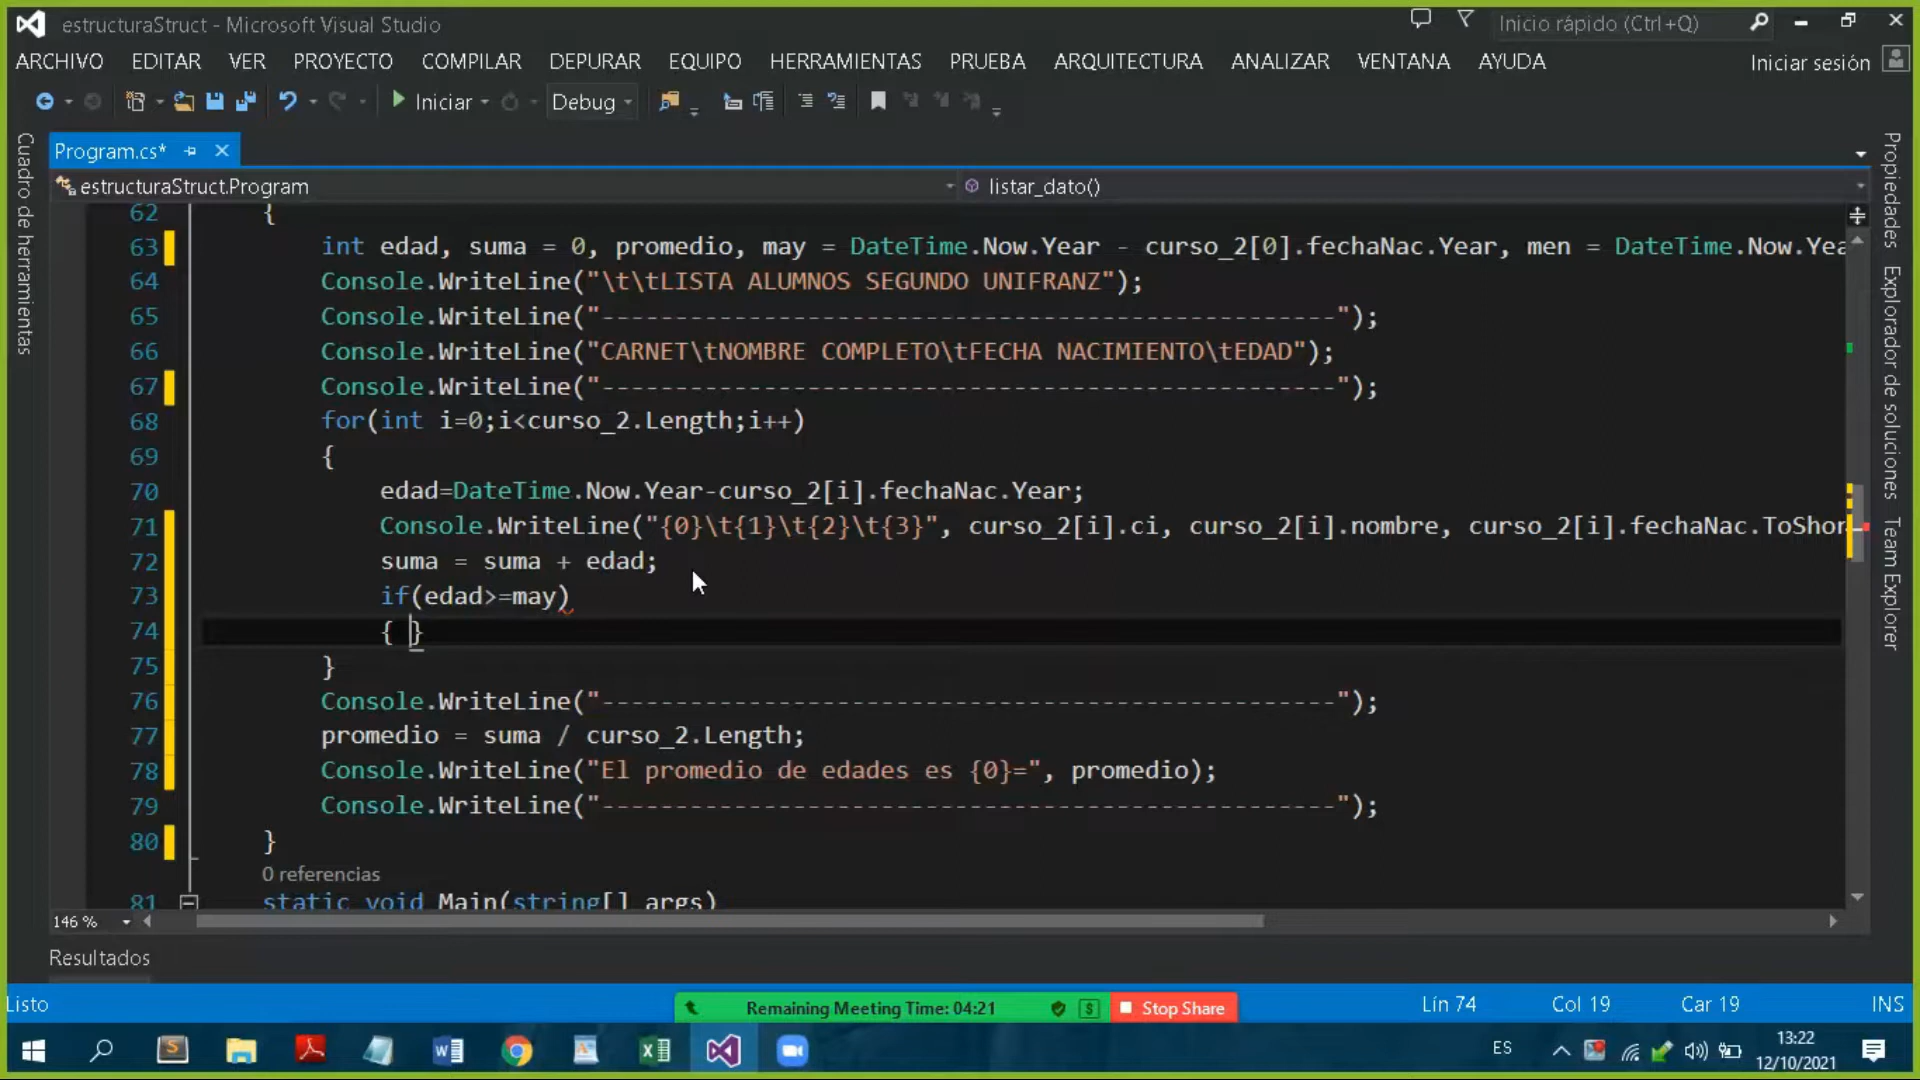 estructuraStruct - Microsoft Visual Studio
Inicio rápido (Ctrl+Q)
ARCHIVO EDITAR VER PROYECTO COMPILAR DEPURAR EQUIPO HERRAMIENTAS PRUEBA ARQUITECTURA ANALIZAR VENTANA AYUDA
Iniciar sesión
Iniciar
Debug
Program.cs*
estructuraStruct.Program
listar_dato()
Cuadro de herramientas
Propiedades
Explorador de soluciones
Team Explorer
62 {
63 int edad, suma = 0, promedio, may = DateTime.Now.Year - curso_2[0].fechaNac.Year, men = DateTime.Now.Yea
64 Console.WriteLine("\t\tLISTA ALUMNOS SEGUNDO UNIFRANZ");
65 Console.WriteLine("--------------------------------------------------");
66 Console.WriteLine("CARNET\tNOMBRE COMPLETO\tFECHA NACIMIENTO\tEDAD");
67 Console.WriteLine("--------------------------------------------------");
68 for(int i=0;i<curso_2.Length;i++)
69 {
70 edad=DateTime.Now.Year-curso_2[i].fechaNac.Year;
71 Console.WriteLine("{0}\t{1}\t{2}\t{3}", curso_2[i].ci, curso_2[i].nombre, curso_2[i].fechaNac.ToShor
72 suma = suma + edad;
73 if(edad>=may)
74 { }
75 }
76 Console.WriteLine("--------------------------------------------------");
77 promedio = suma / curso_2.Length;
78 Console.WriteLine("El promedio de edades es {0}=", promedio);
79 Console.WriteLine("--------------------------------------------------");
80 }
0 referencias
81 static void Main(string[] args)
146 %
Resultados
Listo
Remaining Meeting Time: 04:21
Stop Share
Lín 74
Col 19
Car 19
INS
ES
13:22
12/10/2021